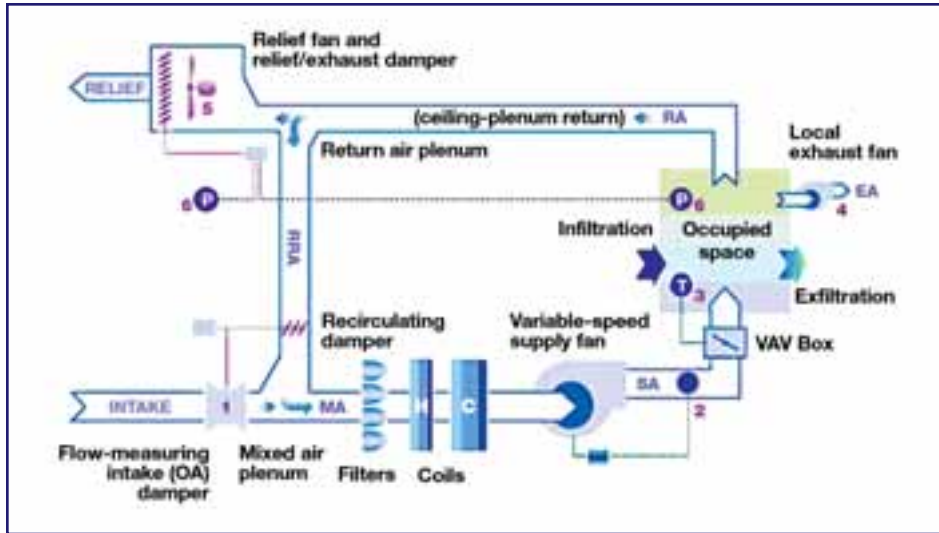 Relief fan and
relief/exhaust damper
RELIEF
5
(ceiling-plenum return)
RA
Return air plenum
Local
exhaust fan
EA
4
6
P
P
6
Infiltration
Occupied
space
RRA
T
3
Exfiltration
Recirculating
damper
Variable-speed
supply fan
VAV Box
INTAKE
1
MA
C
SA
2
Flow-measuring
intake (OA)
damper
Mixed air
plenum
Filters
Coils